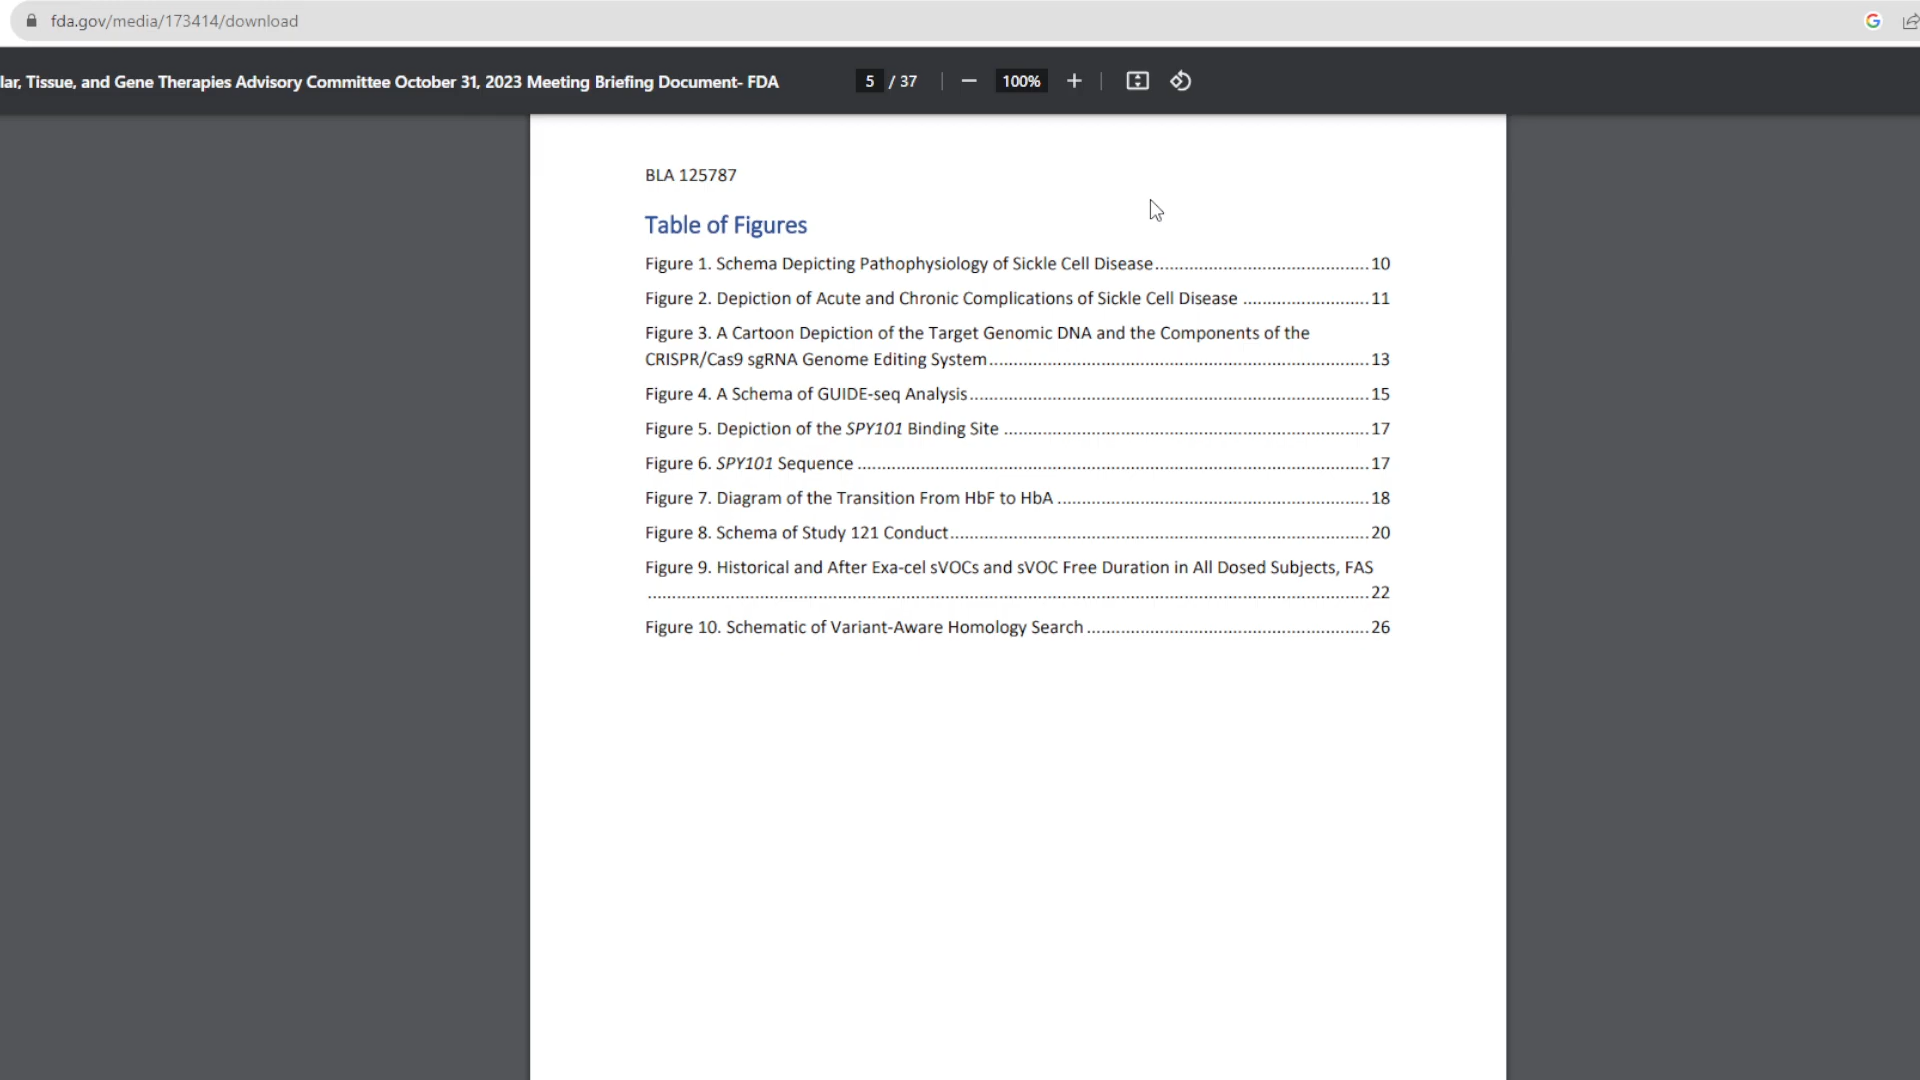 fda.gov/media/173414/download
lar, Tissue, and Gene Therapies Advisory Committee October 31, 2023 Meeting Briefing Document- FDA
5 / 37
100%
BLA 125787
Table of Figures
Figure 1. Schema Depicting Pathophysiology of Sickle Cell Disease............................................10
Figure 2. Depiction of Acute and Chronic Complications of Sickle Cell Disease ..........................11
Figure 3. A Cartoon Depiction of the Target Genomic DNA and the Components of the
CRISPR/Cas9 sgRNA Genome Editing System...............................................................................13
Figure 4. A Schema of GUIDE-seq Analysis...................................................................................15
Figure 5. Depiction of the SPY101 Binding Site ............................................................................17
Figure 6. SPY101 Sequence ..........................................................................................................17
Figure 7. Diagram of the Transition From HbF to HbA .................................................................18
Figure 8. Schema of Study 121 Conduct.......................................................................................20
Figure 9. Historical and After Exa-cel sVOCs and sVOC Free Duration in All Dosed Subjects, FAS
......................................................................................................................................................22
Figure 10. Schematic of Variant-Aware Homology Search ...........................................................26